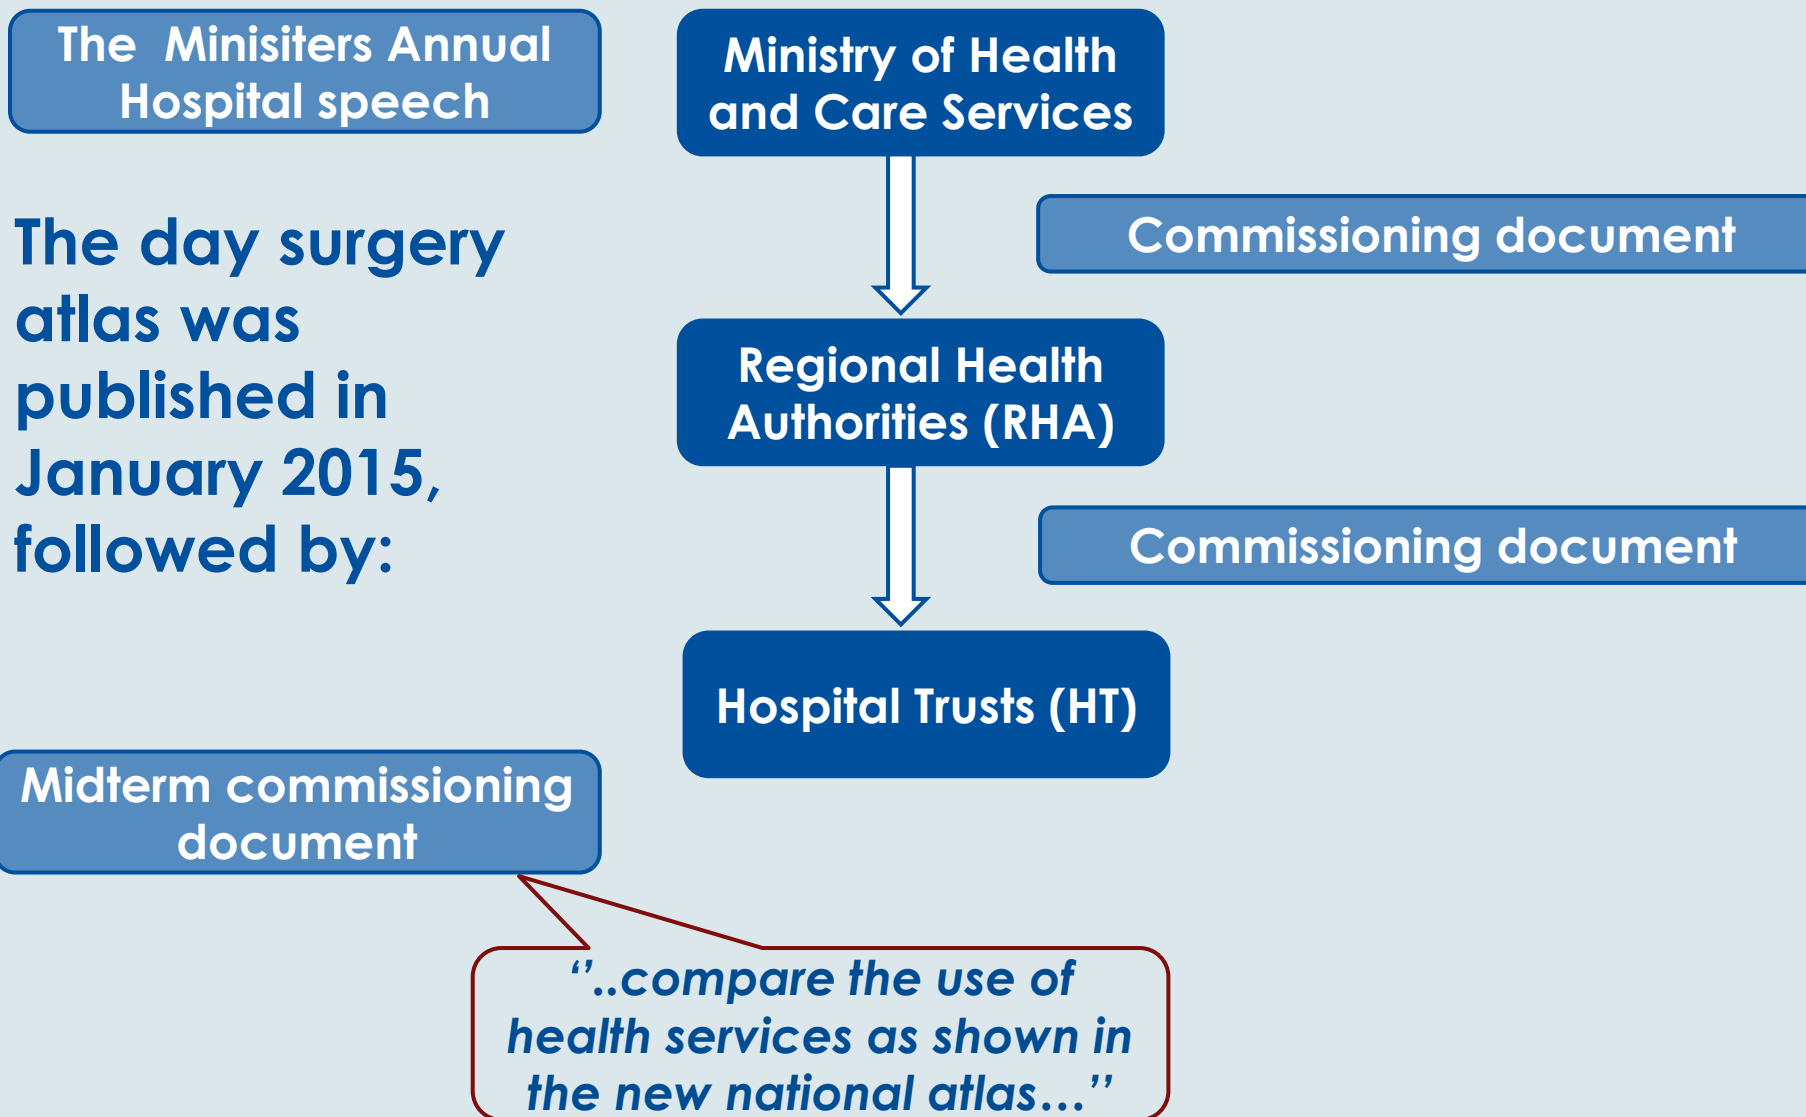 The  Minisiters Annual
Hospital speech
Ministry of Health
and Care Services
The day surgery
atlas was
published in
January 2015,
followed by:
Commissioning document
Regional Health
Authorities (RHA)
Commissioning document
Hospital Trusts (HT)
Midterm commissioning
document
‘’..compare the use of
health services as shown in
the new national atlas…’’